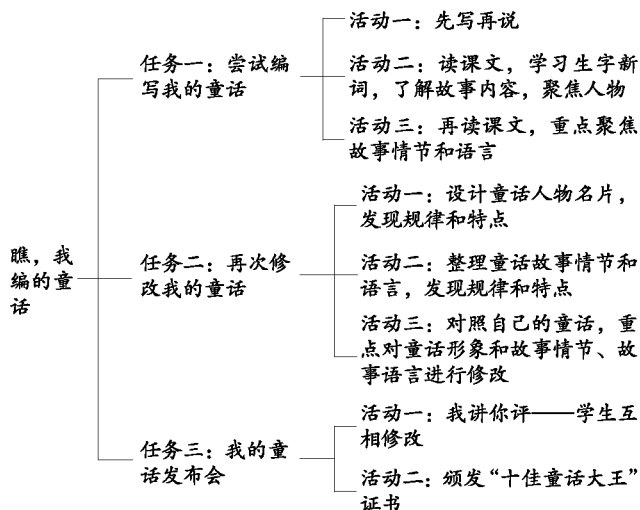 活动一：先写再说
任务一：尝试编
写我的童话
活动二：读课文，学习生字新
词，了解故事内容，聚焦人物
活动三：再读课文，重点聚焦
故事情节和语言
瞧，我
编的童
话
任务二：再次修
改我的童话
活动一：设计童话人物名片，
发现规律和特点
活动二：整理童话故事情节和
语言，发现规律和特点
活动三：对照自己的童话，重
点对童话形象和故事情节、故
事语言进行修改
任务三：我的童
话发布会
活动一：我讲你评——学生互
相修改
活动二：颁发“十佳童话大王”
证书